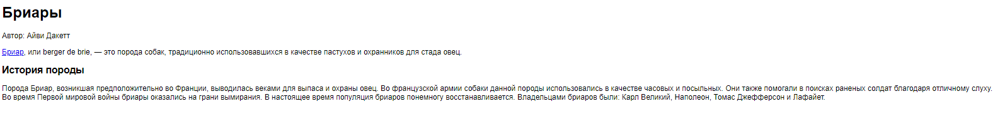 Бриары
Автор: Айви Дакетт
Бриар, или berger de brie, — это порода собак, традиционно использовавшихся в качестве пастухов и охранников для стада овец.
История породы
Порода Бриар, возникшая предположительно во Франции, выводилась веками для выпаса и охраны овец. Во французской армии собаки данной породы использовались в качестве часовых и посыльных. Они также помогали в поисках раненых солдат благодаря отличному слуху.
Во время Первой мировой войны бриары оказались на грани вымирания. В настоящее время популяция бриаров понемногу восстанавливается. Владельцами бриаров были: Карл Великий, Наполеон, Томас Джефферсон и Лафайет.